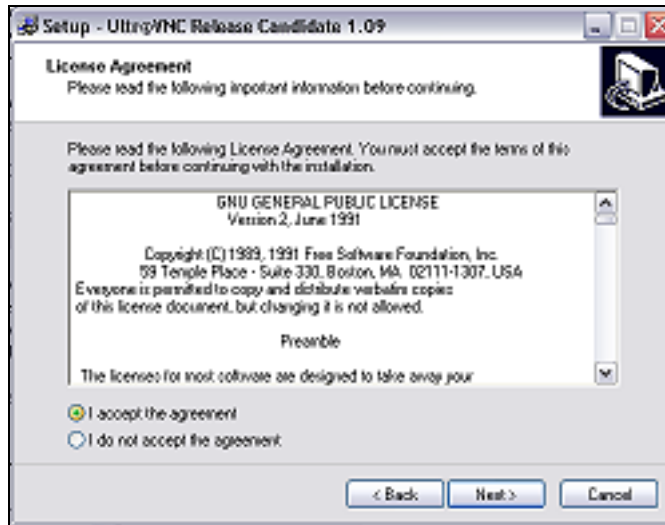 Setup - Ultr@VNC Release Candidate 1.09
License Agreement
Please read the following important information before continuing.
Please read the following License Agreement. You must accept the terms of this
agreement before continuing with the installation.
GNU GENERAL PUBLIC LICENSE
Version 2, June 1991
Copyright (C) 1989, 1991 Free Software Foundation, Inc.
59 Temple Place - Suite 330, Boston, MA 02111-1307, USA
Everyone is permitted to copy and distribute verbatim copies
of this license document, but changing it is not allowed.
Preamble
The licenses for most software are designed to take away your
I accept the agreement
I do not accept the agreement
< Back
Next >
Cancel